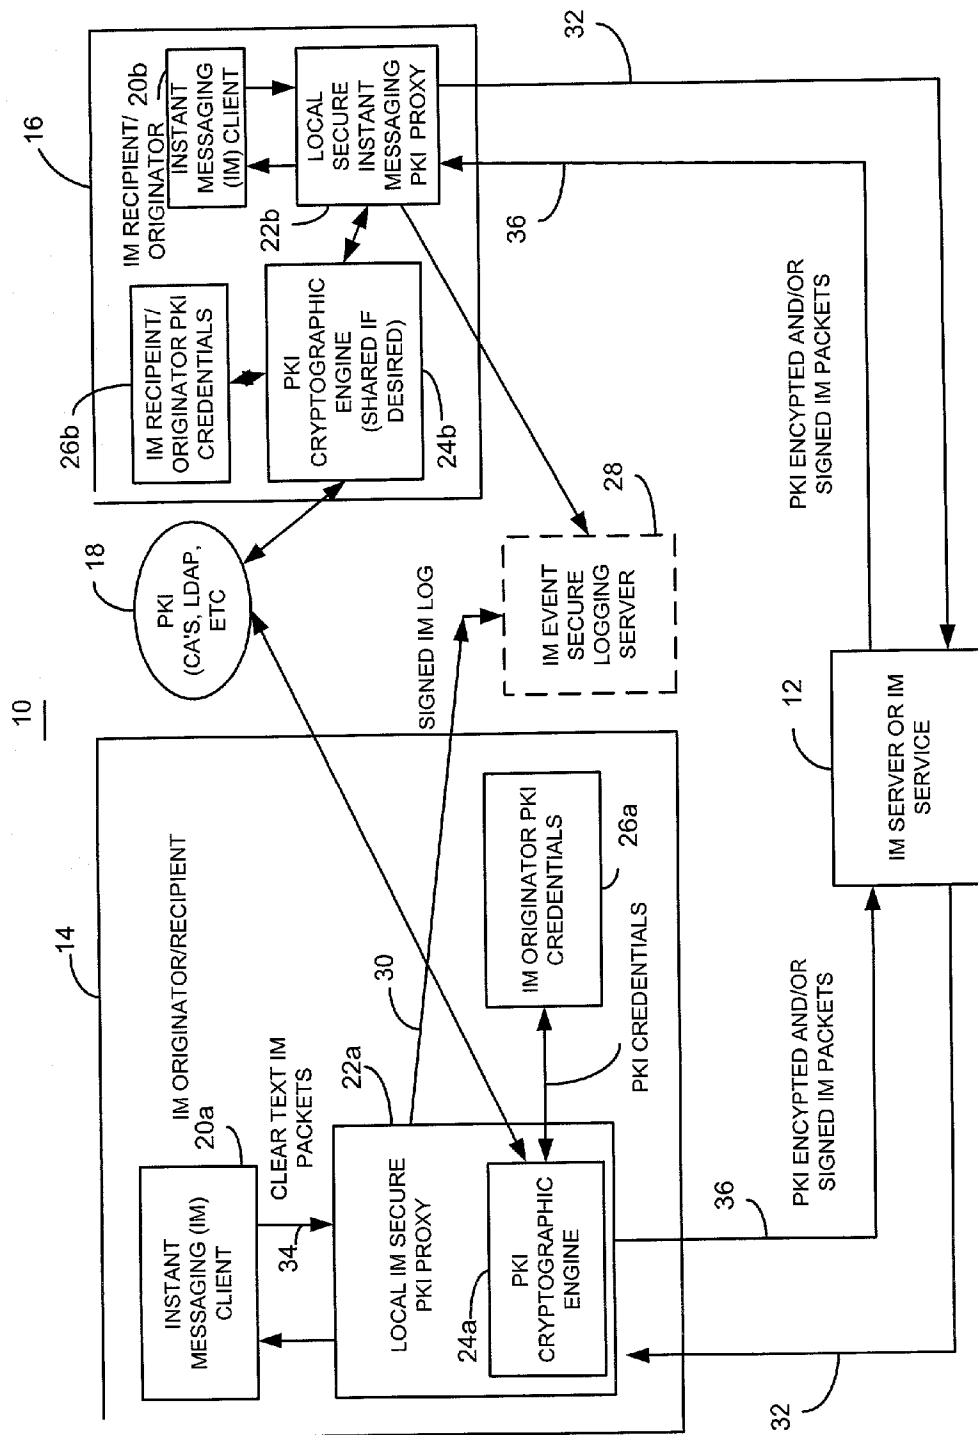 10
14
IM ORIGINATOR/RECIPIENT
20a
INSTANT
MESSAGING (IM)
CLIENT
CLEAR TEXT IM
PACKETS
34
22a
LOCAL IM SECURE
PKI PROXY
24a
PKI
CRYPTOGRAPHIC
ENGINE
30
IM ORIGINATOR PKI
CREDENTIALS
26a
PKI CREDENTIALS
36
PKI ENCRYPTED AND/OR
SIGNED IM PACKETS
32
18
PKI
(CA'S, LDAP,
ETC
SIGNED IM LOG
IM EVENT
SECURE
LOGGING
SERVER
28
12
IM SERVER OR IM
SERVICE
16
IM RECIPIENT/
ORIGINATOR
20b
INSTANT
MESSAGING
(IM) CLIENT
26b
IM RECIPEINT/
ORIGINATOR PKI
CREDENTIALS
22b
LOCAL
SECURE
INSTANT
MESSAGING
PKI PROXY
PKI
CRYPTOGRAPHIC
ENGINE
(SHARED IF
DESIRED)
24b
32
36
PKI ENCRYPTED AND/OR
SIGNED IM PACKETS